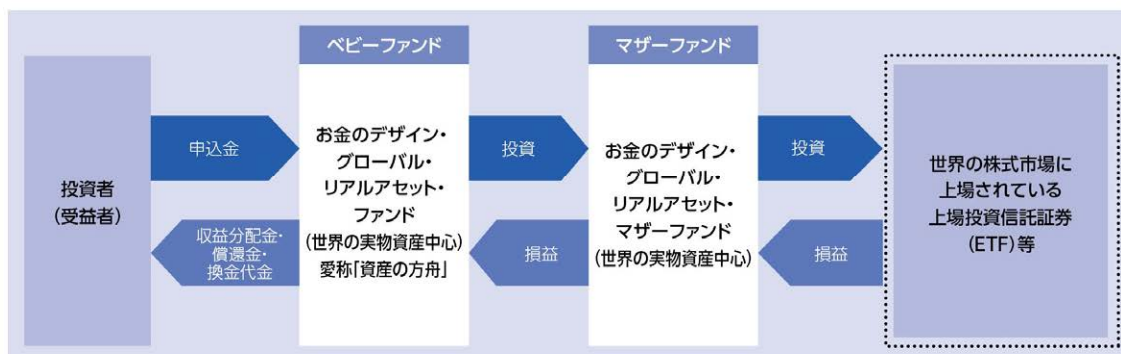 ベビーファンド
マザーファンド
投資者
(受益者)
申込金
収益分配金・
償還金・
換金代金
お金のデザイン・
グローバル・
リアルアセット・
ファンド
(世界の実物資産中心)
愛称「資産の方舟」
投資
損益
お金のデザイン・
グローバル・
リアルアセット・
マザーファンド
(世界の実物資産中心)
投資
損益
世界の株式市場に
上場されている
上場投資信託証券
(ETF)等